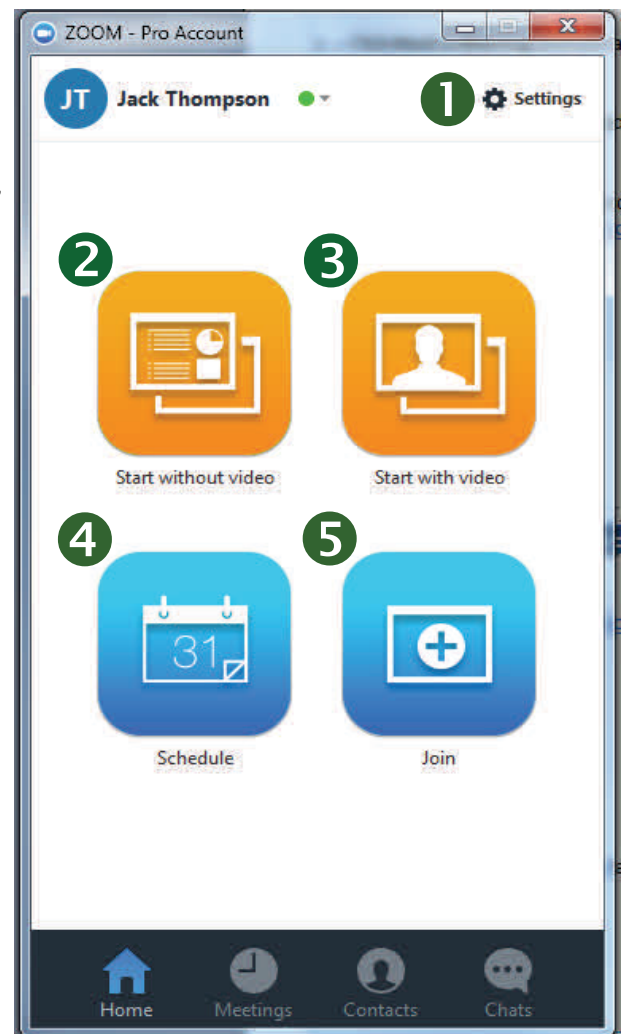 ZOOM - Pro Account
JT Jack Thompson 1 Settings
2 3
Start without video Start with video
4 5
31
Schedule Join
Home Meetings Contacts Chats